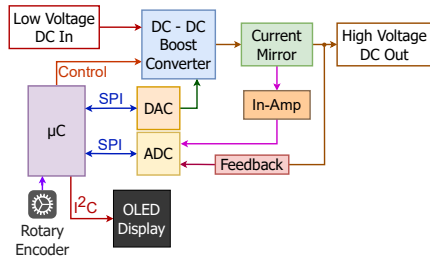 Low Voltage
DC In
DC - DC
Boost
Converter
Current
Mirror
High Voltage
DC Out
Control
SPI
DAC
In-Amp
µC
SPI
ADC
Feedback
I²C
OLED
Display
Rotary
Encoder